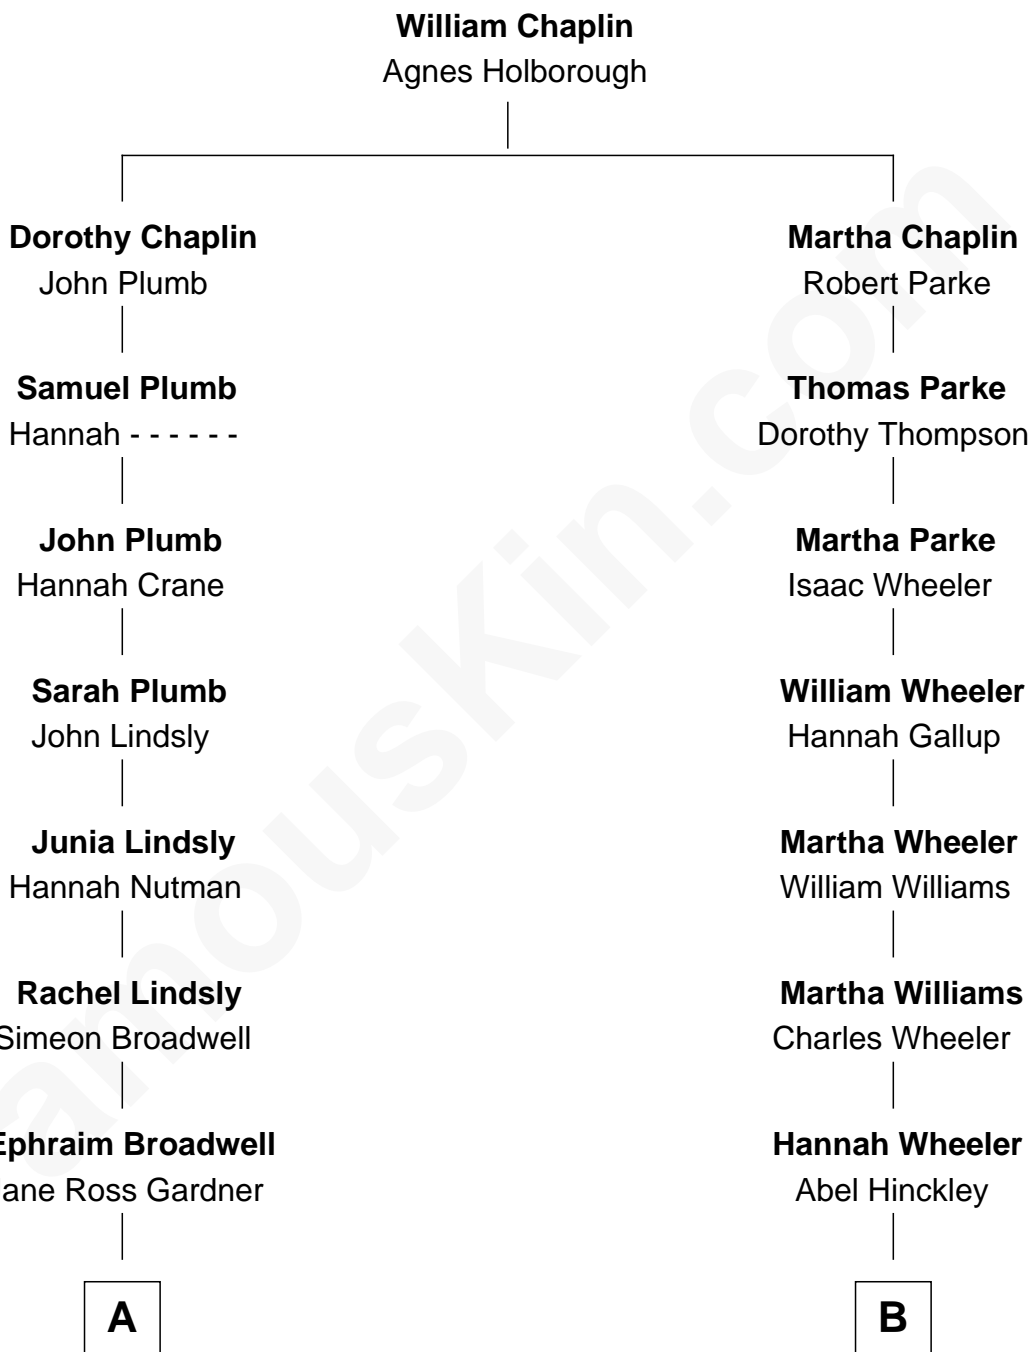 William Chaplin
Agnes Holborough
Dorothy Chaplin
John Plumb
Martha Chaplin
Robert Parke
Samuel Plumb
Hannah - - - - - -
Thomas Parke
Dorothy Thompson
John Plumb
Hannah Crane
Martha Parke
Isaac Wheeler
Sarah Plumb
John Lindsly
William Wheeler
Hannah Gallup
Junia Lindsly
Hannah Nutman
Martha Wheeler
William Williams
Rachel Lindsly
Simeon Broadwell
Martha Williams
Charles Wheeler
Ephraim Broadwell
ane Ross Gardner
Hannah Wheeler
Abel Hinckley
A
B
amouskin.com